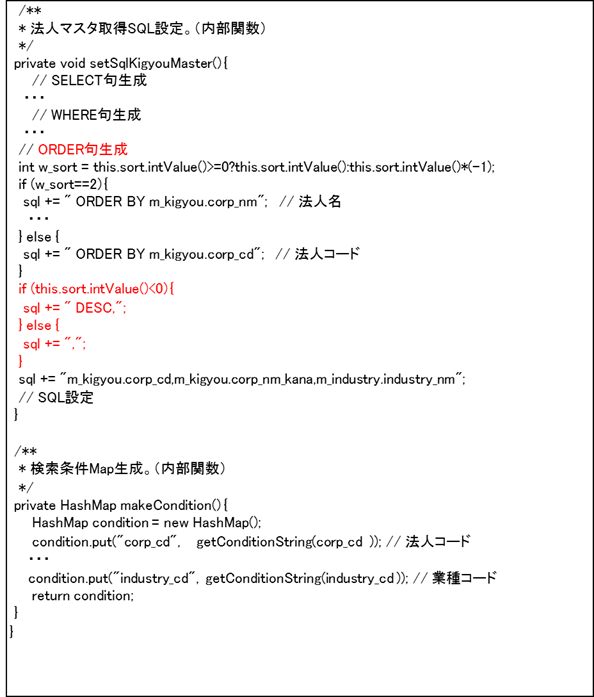 /**
* 法人マスタ取得SQL設定。（内部関数）
*/
private void setSqlKigyouMaster(){
// SELECT句生成
・・・
// WHERE句生成
・・・
// ORDER句生成
int w_sort = this.sort.intValue()>=0?this.sort.intValue():this.sort.intValue()*(-1);
if (w_sort==2){
sql += " ORDER BY m_kigyou.corp_nm"; // 法人名
・・・
} else {
sql += " ORDER BY m_kigyou.corp_cd"; // 法人コード
}
if (this.sort.intValue()<0){
sql += " DESC,";
} else {
sql += ",";
}
sql += "m_kigyou.corp_cd,m_kigyou.corp_nm_kana,m_industry.industry_nm";
// SQL設定
}
/**
* 検索条件Map生成。（内部関数）
*/
private HashMap makeCondition(){
HashMap condition = new HashMap();
condition.put("corp_cd", getConditionString(corp_cd )); // 法人コード
・・・
condition.put("industry_cd", getConditionString(industry_cd)); // 業種コード
return condition;
}
}